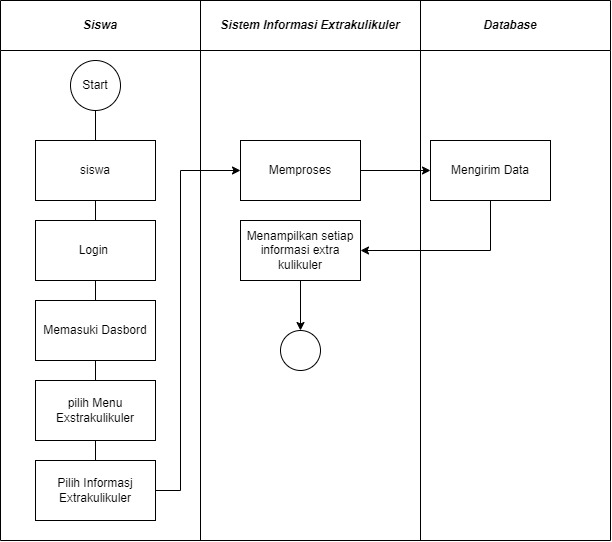 Siswa
Sistem Informasi Extrakulikuler
Database
Start
siswa
Memproses
Mengirim Data
Login
Menampilkan setiap
informasi extra
kulikuler
Memasuki Dasbord
pilih Menu
Exstrakulikuler
Pilih Informasj
Extrakulikuler